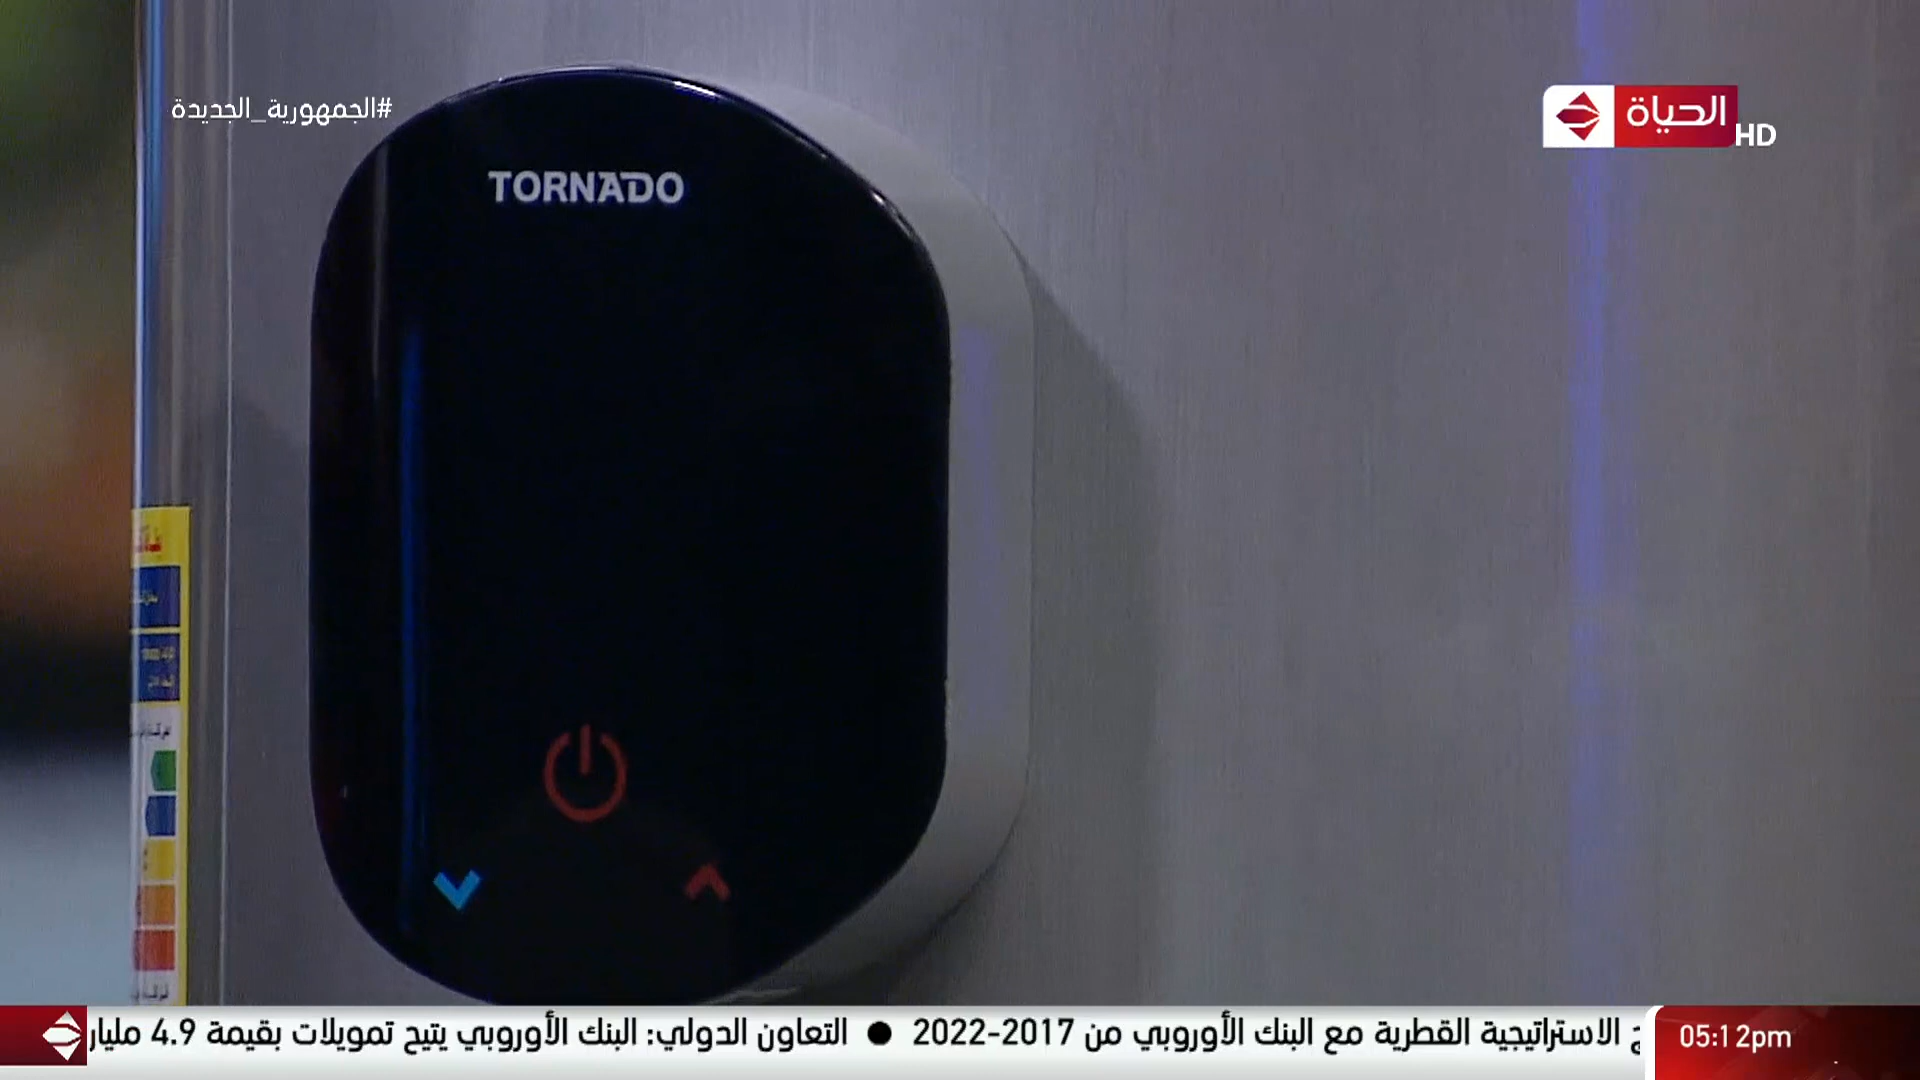 #الجمهورية_الجديدة
الحياة
HD
TORNADO
ج الاستراتيجية القطرية مع البنك الأوروبي من 2017-2022 ● التعاون الدولي: البنك الأوروبي يتيح تمويلات بقيمة 4.9 مليار
05:12pm